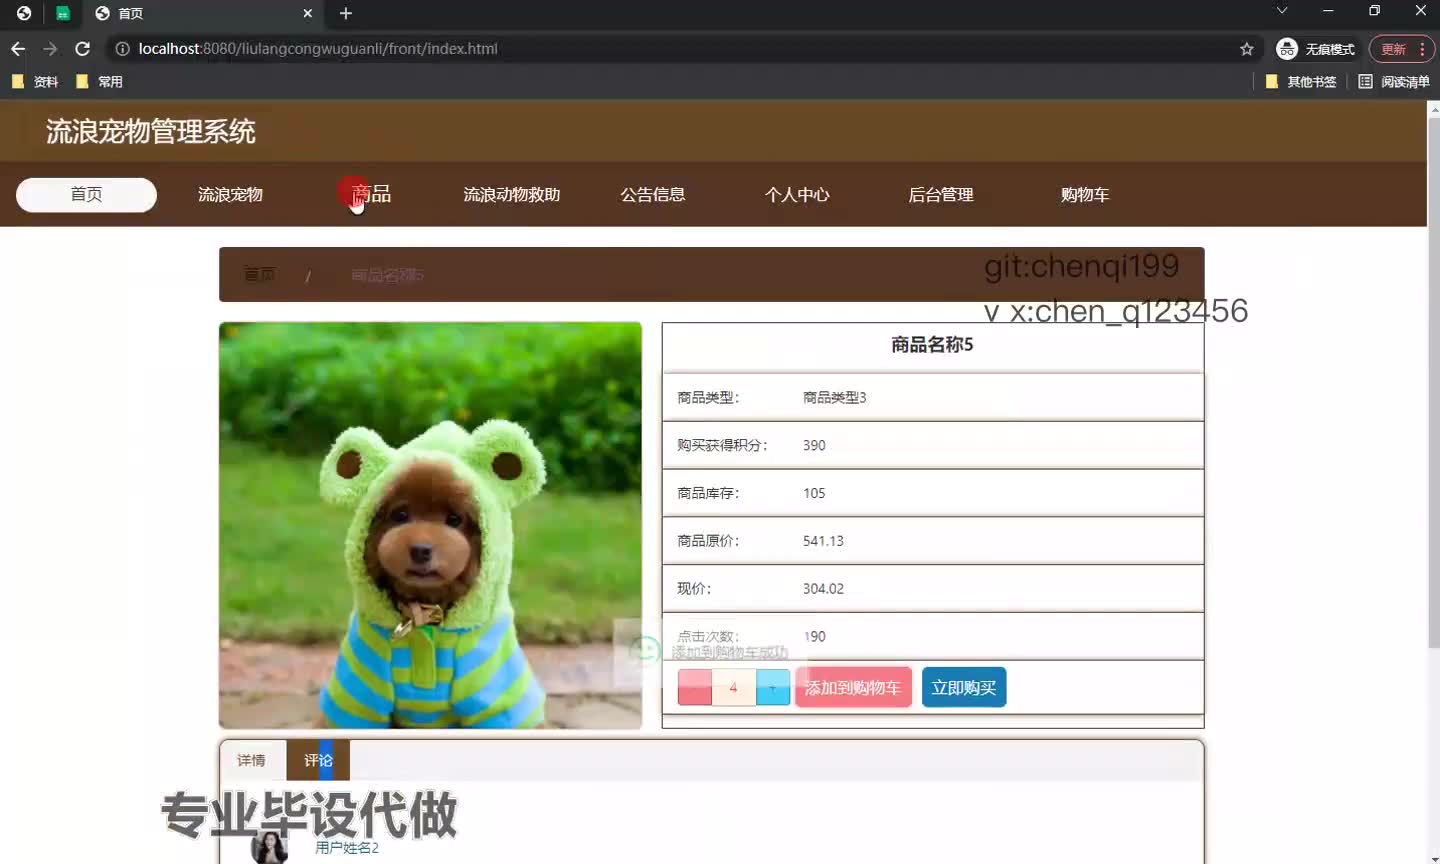 首页
localhost:8080/liulangcongwuguanli/front/index.html
无痕模式
更新
资料
常用
其他书签
阅读清单
流浪宠物管理系统
首页 流浪宠物 商品 流浪动物救助 公告信息 个人中心 后台管理 购物车
首页 / 商品名称5
git:chenqi199
v x:chen_q123456
商品名称5
商品类型: 商品类型3
购买获得积分: 390
商品库存: 105
商品原价: 541.13
现价: 304.02
点击次数: 190
添加到购物车成功
4 + 添加到购物车 立即购买
详情 评论
专业毕设代做
用户姓名2